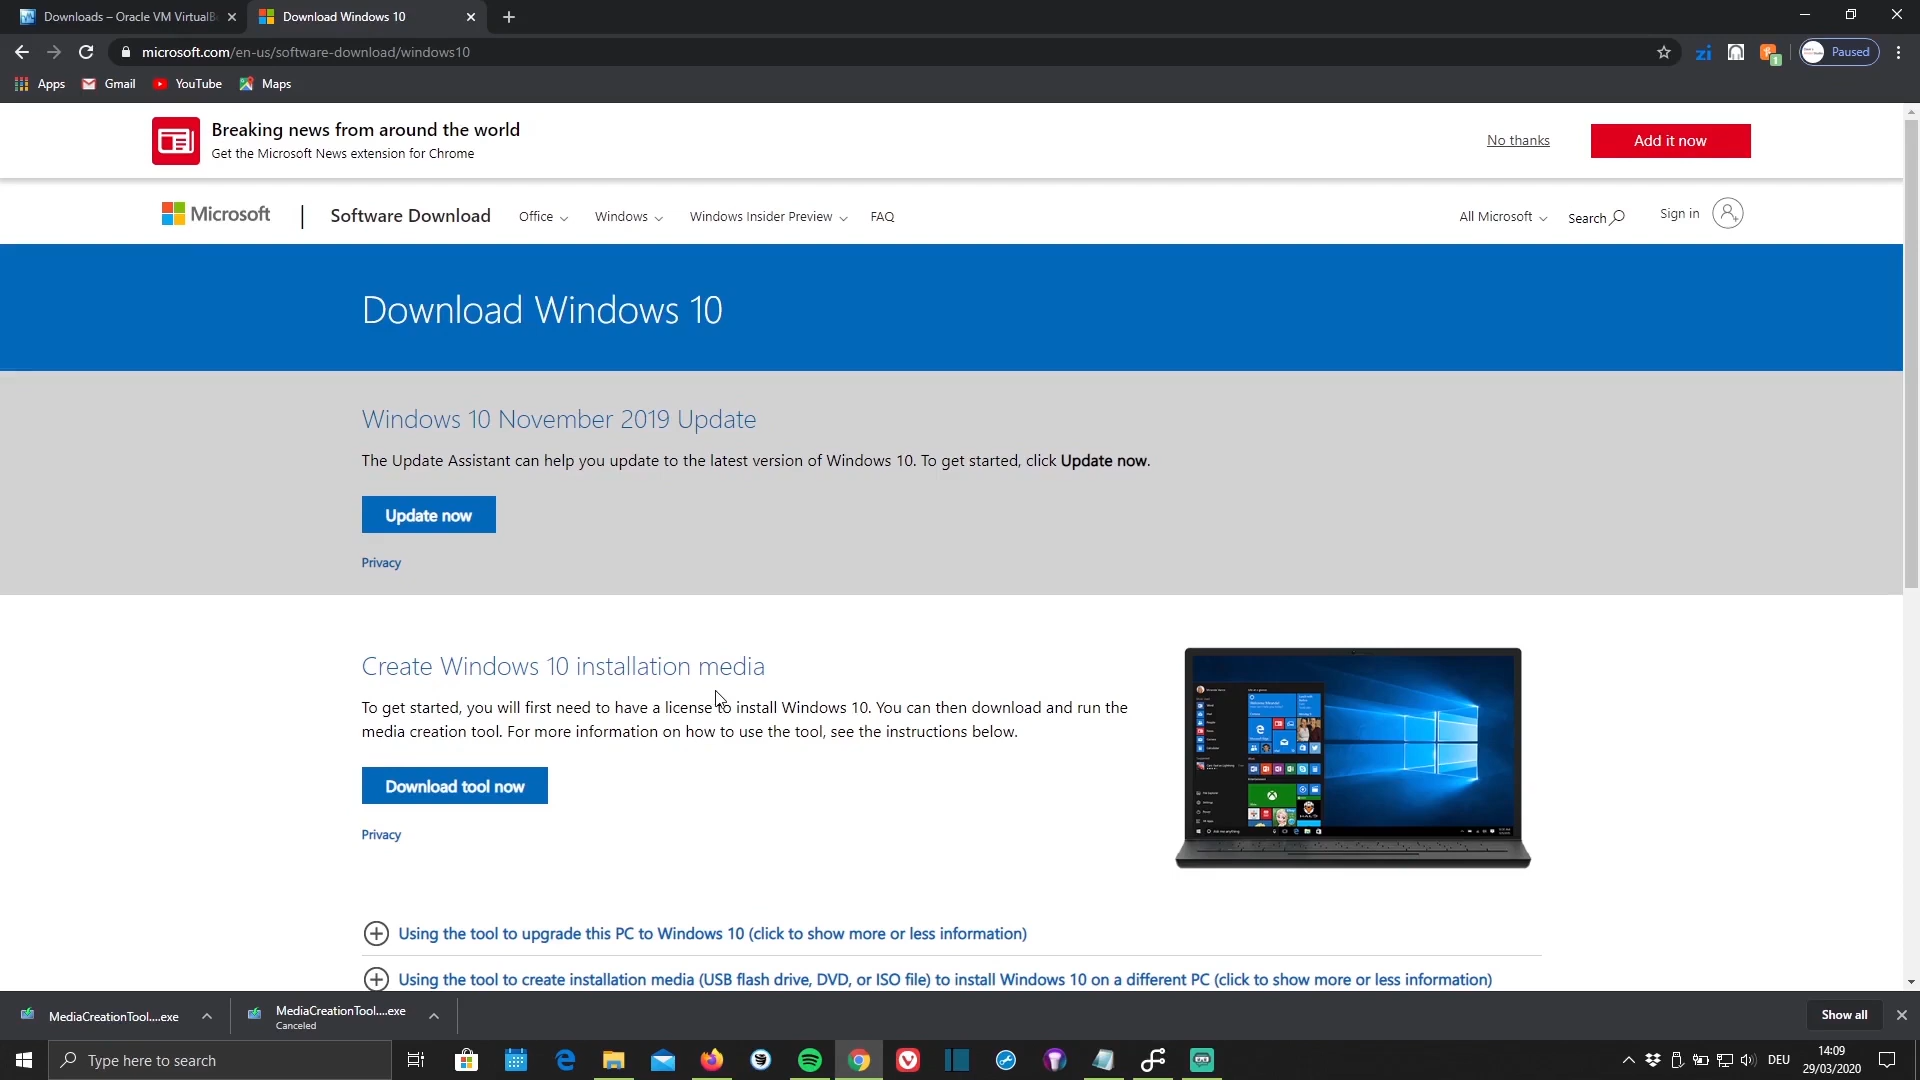 Downloads – Oracle VM VirtualB
Download Windows 10
microsoft.com/en-us/software-download/windows10
Paused
Apps
Gmail
YouTube
Maps
Breaking news from around the world
Get the Microsoft News extension for Chrome
No thanks
Add it now
Microsoft
Software Download
Office
Windows
Windows Insider Preview
FAQ
All Microsoft
Search
Sign in
Download Windows 10
Windows 10 November 2019 Update
The Update Assistant can help you update to the latest version of Windows 10. To get started, click Update now.
Update now
Privacy
Create Windows 10 installation media
To get started, you will first need to have a license to install Windows 10. You can then download and run the
media creation tool. For more information on how to use the tool, see the instructions below.
Download tool now
Privacy
Using the tool to upgrade this PC to Windows 10 (click to show more or less information)
Using the tool to create installation media (USB flash drive, DVD, or ISO file) to install Windows 10 on a different PC (click to show more or less information)
MediaCreationTool....exe
MediaCreationTool....exe
Canceled
Show all
Type here to search
DEU
14:09
29/03/2020